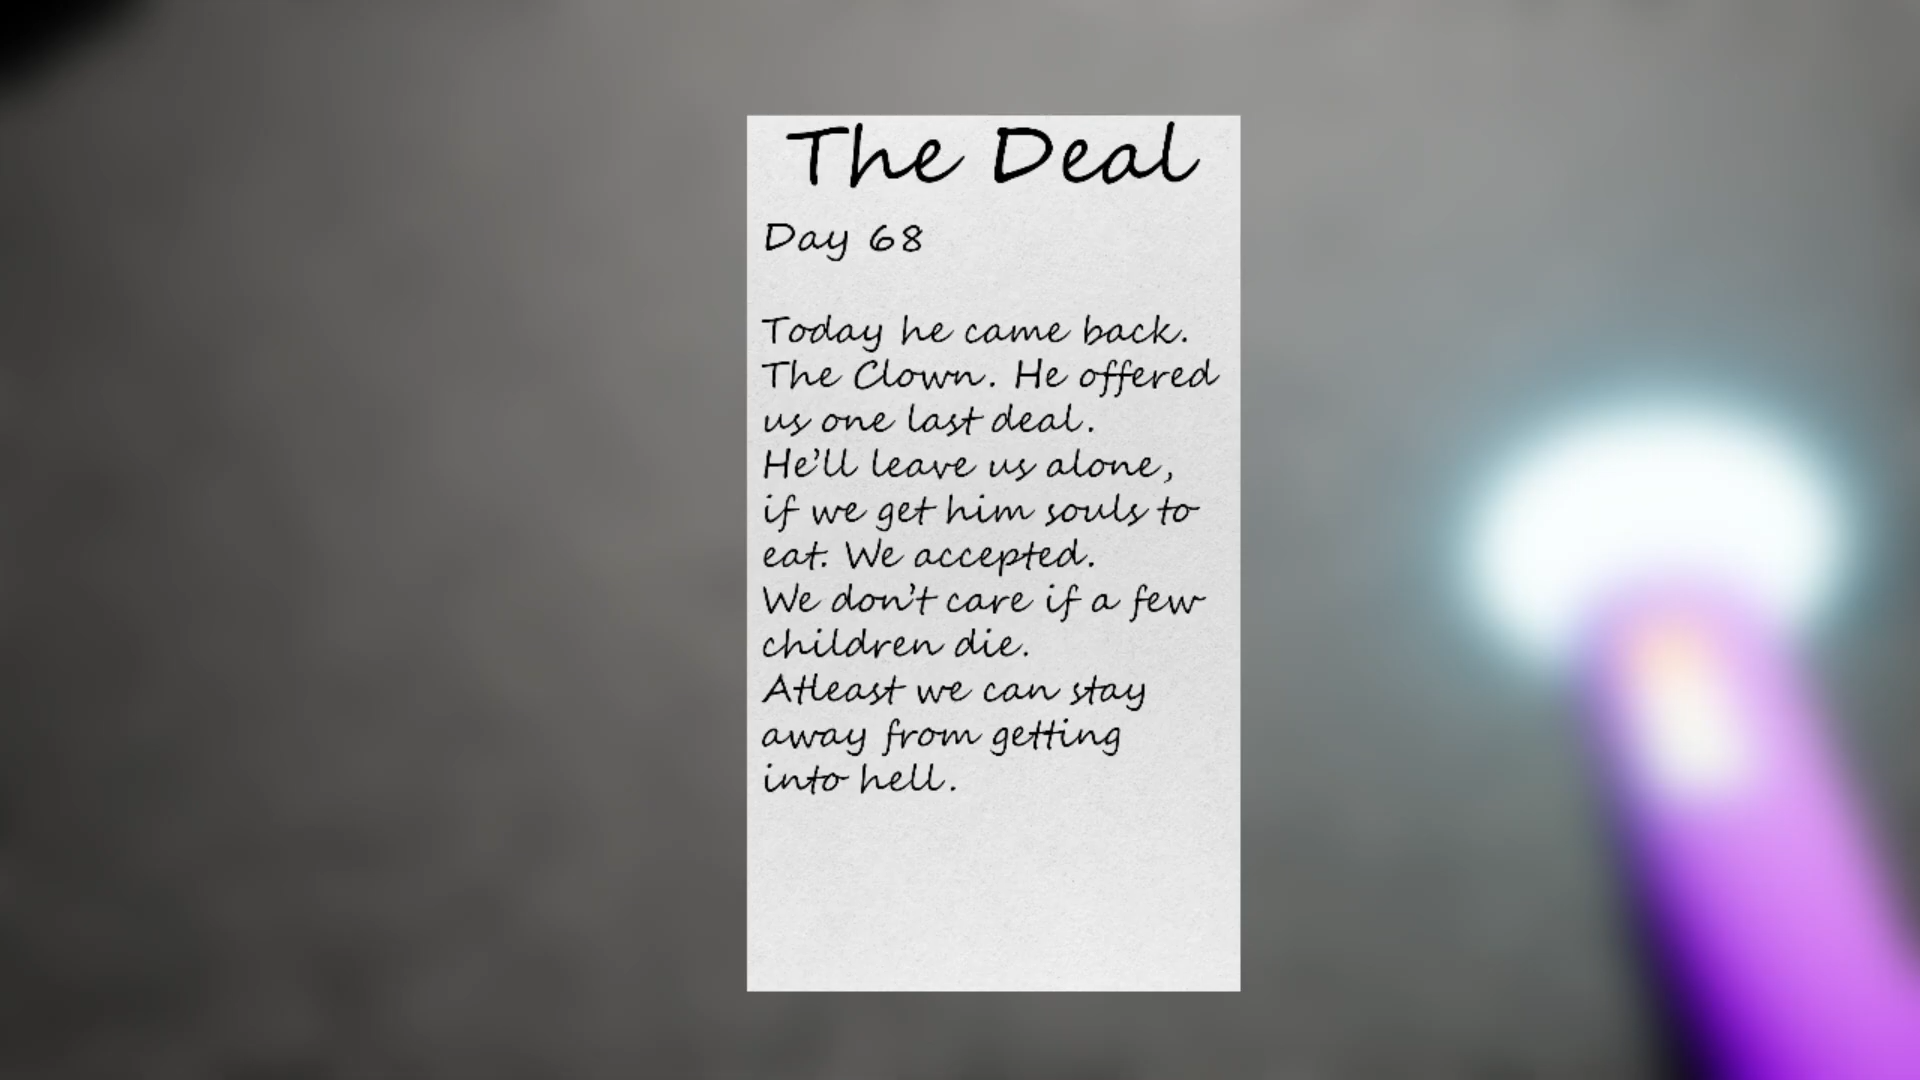 The Deal
Day 68
Today he came back.
The Clown. He offered
us one last deal.
He'll leave us alone,
if we get him souls to
eat. We accepted.
We don't care if a few
children die.
Atleast we can stay
away from getting
into hell.